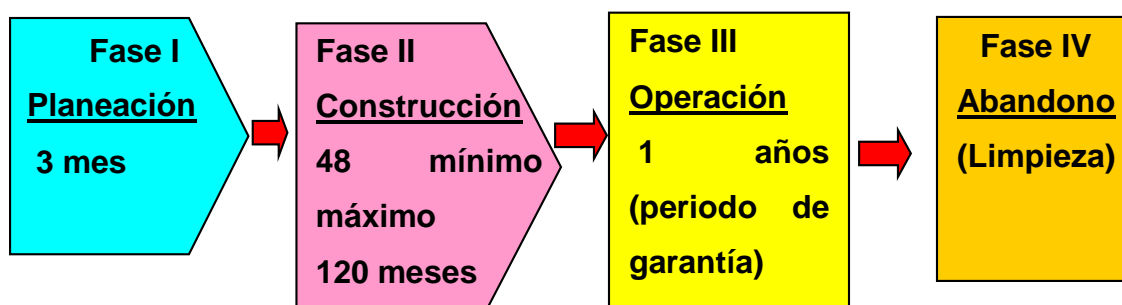 Fase I
Planeación
3 mes
Fase II
Construcción
48 mínimo
máximo
120 meses
Fase III
Operación
1 años
(periodo de
garantía)
Fase IV
Abandono
(Limpieza)